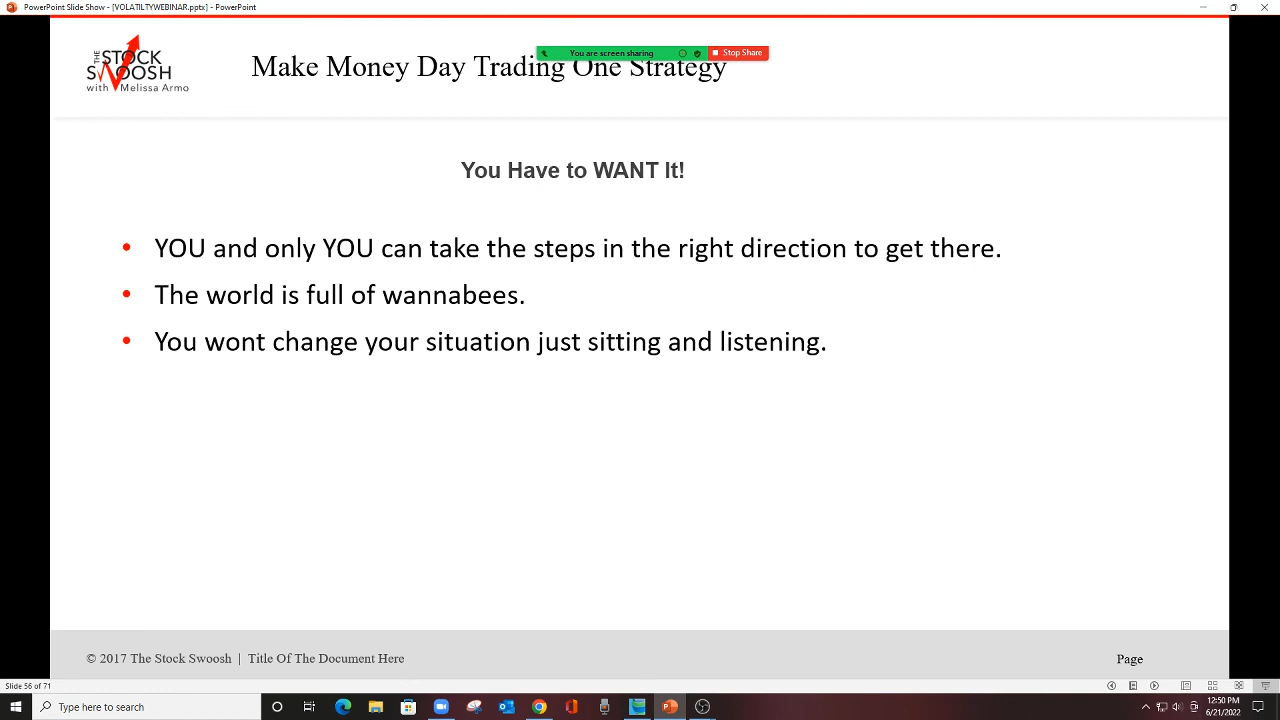 PowerPoint Slide Show - [VOLATILTYWEBINAR.pptx] - PowerPoint
You are screen sharing
Stop Share
THE
STOCK
SWOOSH
with Melissa Armo
Make Money Day Trading One Strategy
You Have to WANT It!
• YOU and only YOU can take the steps in the right direction to get there.
• The world is full of wannabees.
• You wont change your situation just sitting and listening.
© 2017 The Stock Swoosh | Title Of The Document Here
Page
Slide 56 of 71
Type here to search
12:50 PM
6/21/2022